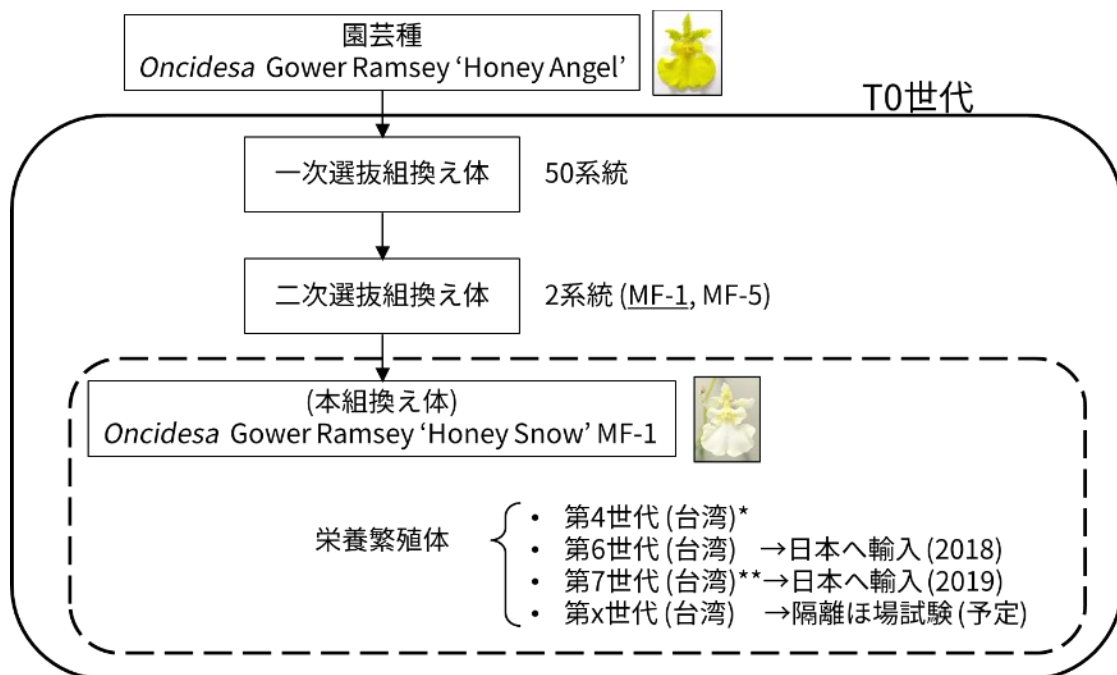 園芸種
Oncidesa Gower Ramsey ‘Honey Angel’
T0世代
一次選抜組換え体 50系統
二次選抜組換え体 2系統 (MF-1, MF-5)
(本組換え体)
Oncidesa Gower Ramsey ‘Honey Snow’ MF-1
栄養繁殖体
• 第4世代 (台湾)*
• 第6世代 (台湾) →日本へ輸入 (2018)
• 第7世代 (台湾)**→日本へ輸入 (2019)
• 第x世代 (台湾) →隔離ほ場試験 (予定)